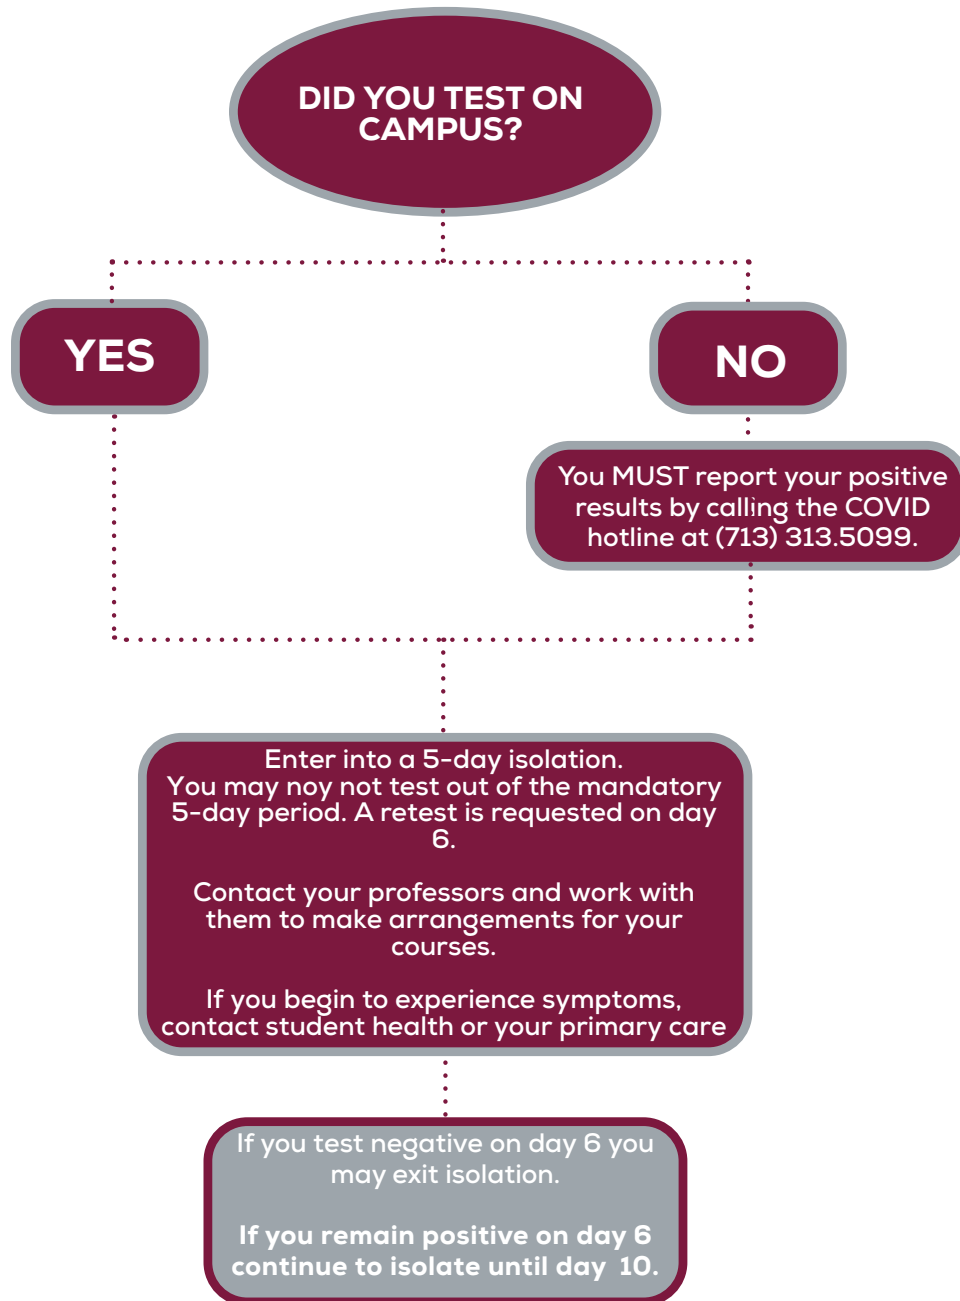 DID YOU TEST ON
CAMPUS?
YES
NO
You MUST report your positive
results by calling the COVID
hotline at (713) 313.5099.
Enter into a 5-day isolation.
You may noy not test out of the mandatory
5-day period. A retest is requested on day
6.
Contact your professors and work with
them to make arrangements for your
courses.
If you begin to experience symptoms,
contact student health or your primary care
If you test negative on day 6 you
may exit isolation.
If you remain positive on day 6
continue to isolate until day 10.